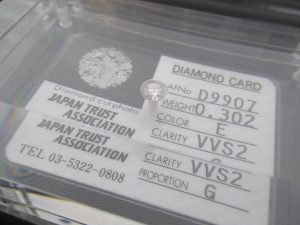 DIAMOND CARD
AFNo D9907
WEIGHT 0.302
COLOR E
CLARITY VVS2
CLARITY VVS2
PROPORTION G
Diamond cut photo
JAPAN TRUST
ASSOCIATION
JAPAN TRUST
ASSOCIATION
TEL 03-5322-0808